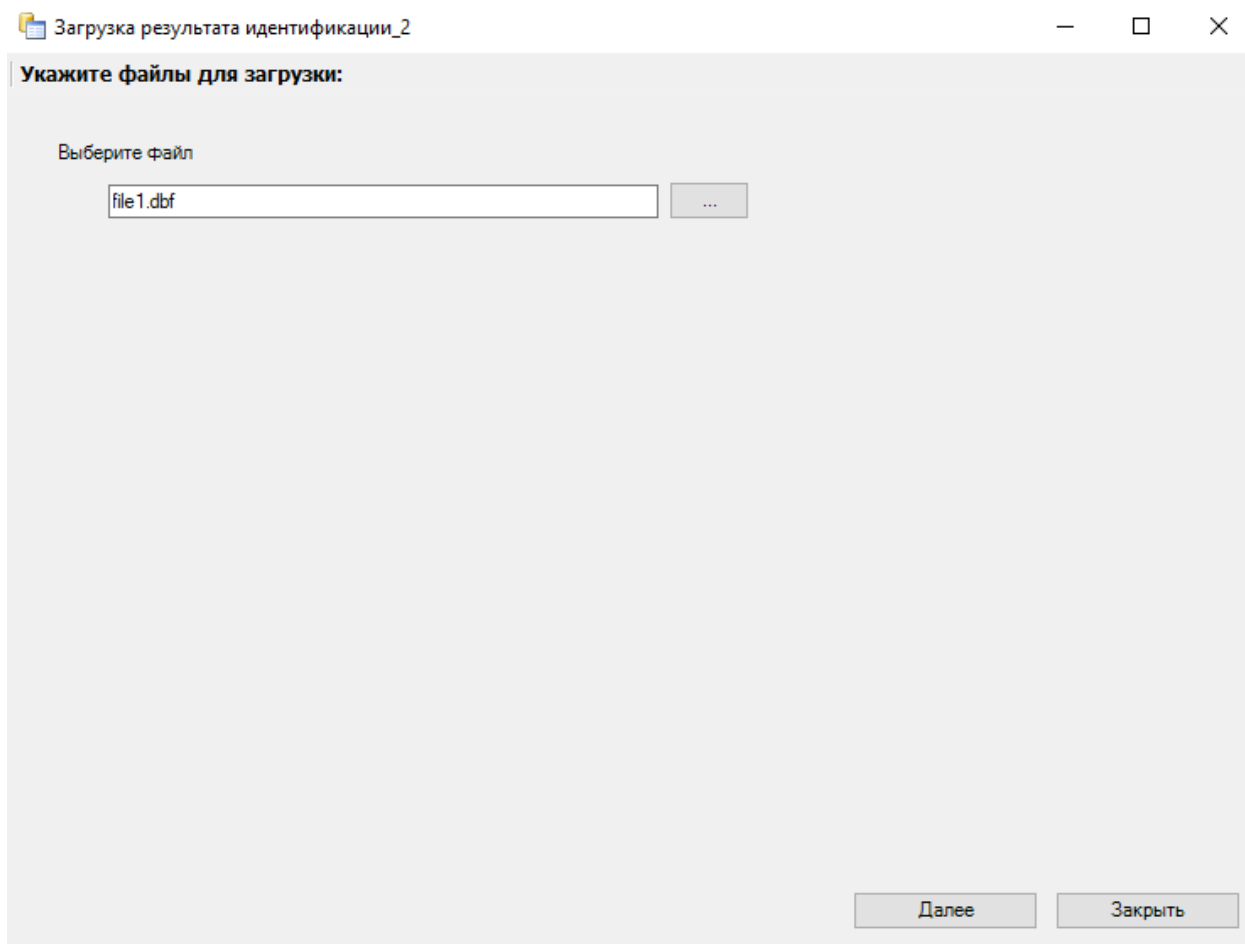 Загрузка результата идентификации_2
Укажите файлы для загрузки:
Выберите файл
file1.dbf
...
Далее
Закрыть